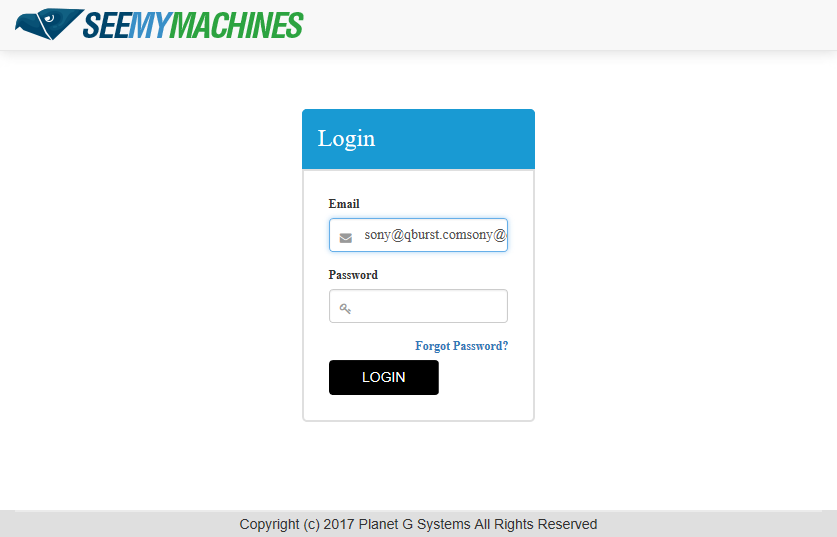 SEEMYMACHINES
Login
Email
sony@qburst.comsony@
Password
Forgot Password?
LOGIN
Copyright (c) 2017 Planet G Systems All Rights Reserved